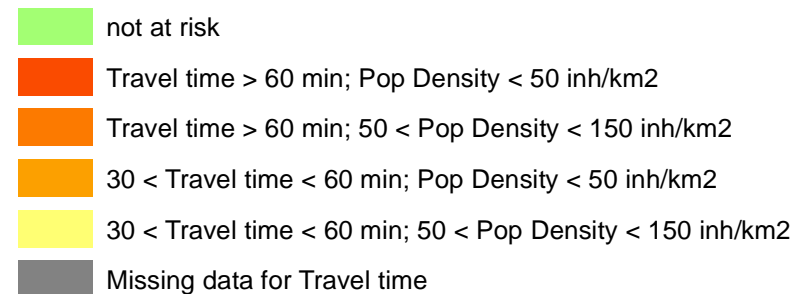 not at risk
Travel time > 60 min; Pop Density < 50 inh/km2
Travel time > 60 min; 50 < Pop Density < 150 inh/km2
30 < Travel time < 60 min; Pop Density < 50 inh/km2
30 < Travel time < 60 min; 50 < Pop Density < 150 inh/km2
Missing data for Travel time